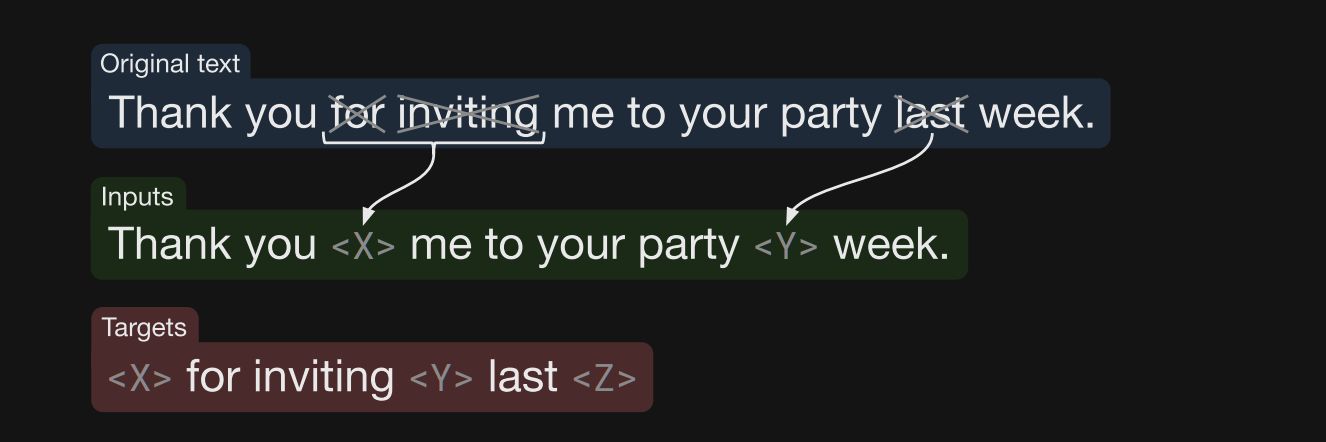 Original text
Thank you for inviting me to your party last week.
Inputs
Thank you <X> me to your party <Y> week.
Targets
<X> for inviting <Y> last <Z>